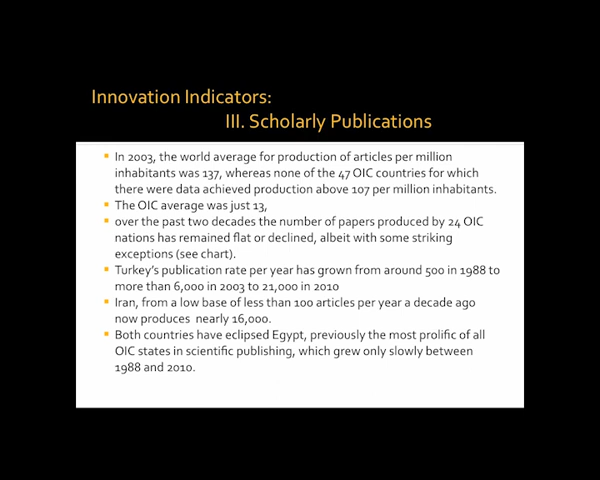 Innovation Indicators:
III. Scholarly Publications
In 2003, the world average for production of articles per million
inhabitants was 137, whereas none of the 47 OIC countries for which
there were data achieved production above 107 per million inhabitants.
The OIC average was just 13,
over the past two decades the number of papers produced by 24 OIC
nations has remained flat or declined, albeit with some striking
exceptions (see chart).
Turkey's publication rate per year has grown from around 500 in 1988 to
more than 6,000 in 2003 to 21,000 in 2010
Iran, from a low base of less than 100 articles per year a decade ago
now produces nearly 16,000.
Both countries have eclipsed Egypt, previously the most prolific of all
OIC states in scientific publishing, which grew only slowly between
1988 and 2010.